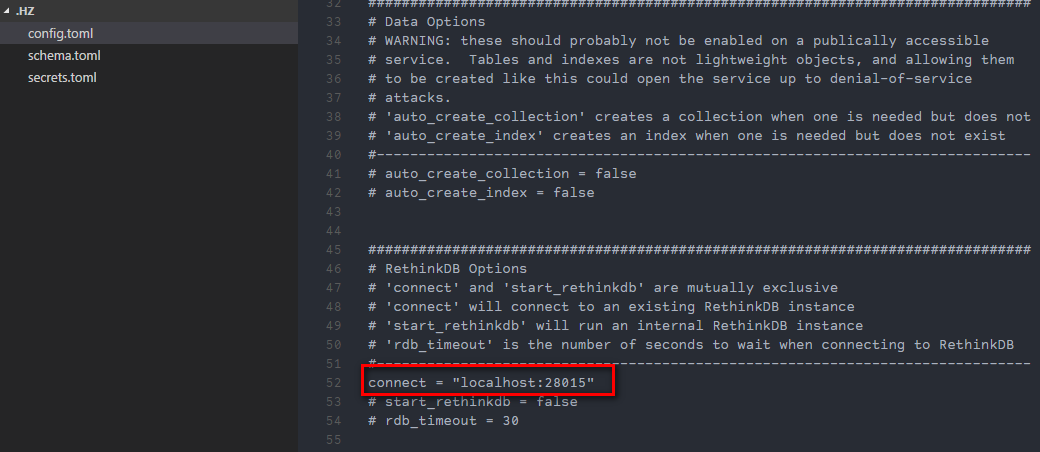 .HZ
config.toml
schema.toml
secrets.toml
32 ###############################################################################
33 # Data Options
34 # WARNING: these should probably not be enabled on a publically accessible
35 # service.  Tables and indexes are not lightweight objects, and allowing them
36 # to be created like this could open the service up to denial-of-service
37 # attacks.
38 # 'auto_create_collection' creates a collection when one is needed but does not
39 # 'auto_create_index' creates an index when one is needed but does not exist
40 #------------------------------------------------------------------------------
41 # auto_create_collection = false
42 # auto_create_index = false
43
44
45 ###############################################################################
46 # RethinkDB Options
47 # 'connect' and 'start_rethinkdb' are mutually exclusive
48 # 'connect' will connect to an existing RethinkDB instance
49 # 'start_rethinkdb' will run an internal RethinkDB instance
50 # 'rdb_timeout' is the number of seconds to wait when connecting to RethinkDB
51 #------------------------------------------------------------------------------
52 connect = "localhost:28015"
53 # start_rethinkdb = false
54 # rdb_timeout = 30
55